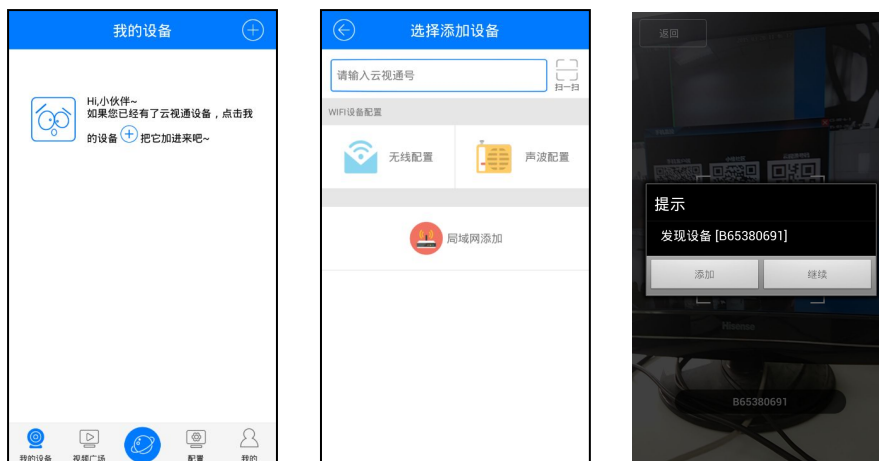 我的设备
Hi,小伙伴~
如果您已经有了云视通设备，点击我
的设备 把它加进来吧~
我的设备
视频广场
配置
我的
选择添加设备
请输入云视通号
扫一扫
WIFI设备配置
无线配置
声波配置
局域网添加
返回
提示
发现设备 [B65380691]
添加
继续
Hisense
B65380691